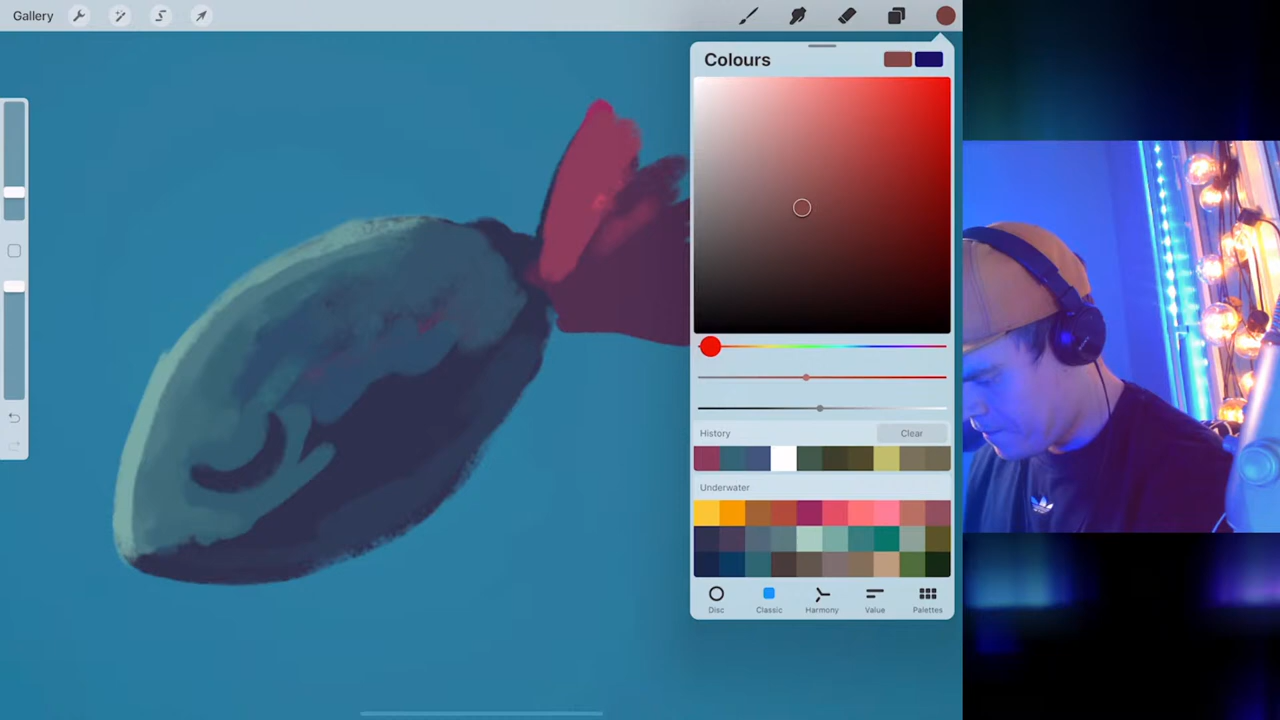 Gallery
Colours
History
Clear
Underwater
Disc
Classic
Harmony
Value
Palettes